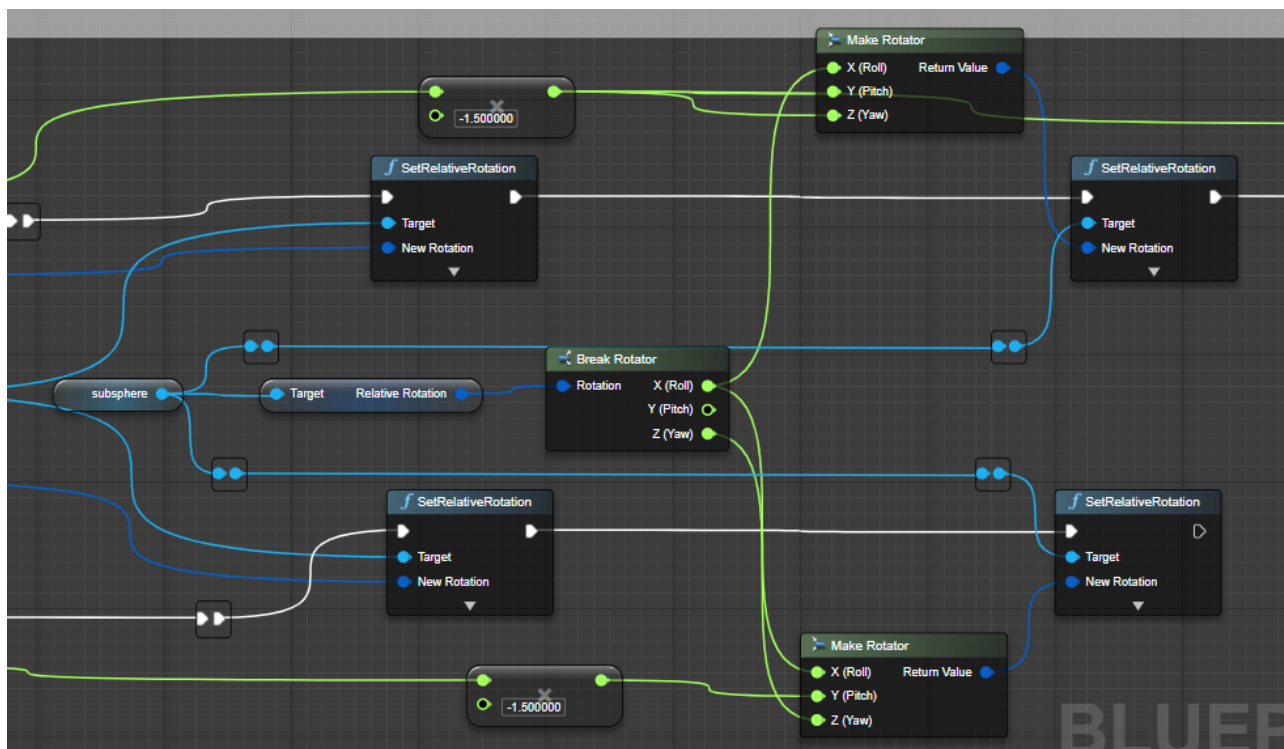 Make Rotator
X (Roll) Return Value
Y (Pitch)
Z (Yaw)
-1.500000
SetRelativeRotation
Target
New Rotation
SetRelativeRotation
Target
New Rotation
Break Rotator
Rotation X (Roll)
Y (Pitch)
Z (Yaw)
subsphere
Target Relative Rotation
SetRelativeRotation
Target
New Rotation
SetRelativeRotation
Target
New Rotation
Make Rotator
X (Roll) Return Value
Y (Pitch)
Z (Yaw)
-1.500000
BLUEP